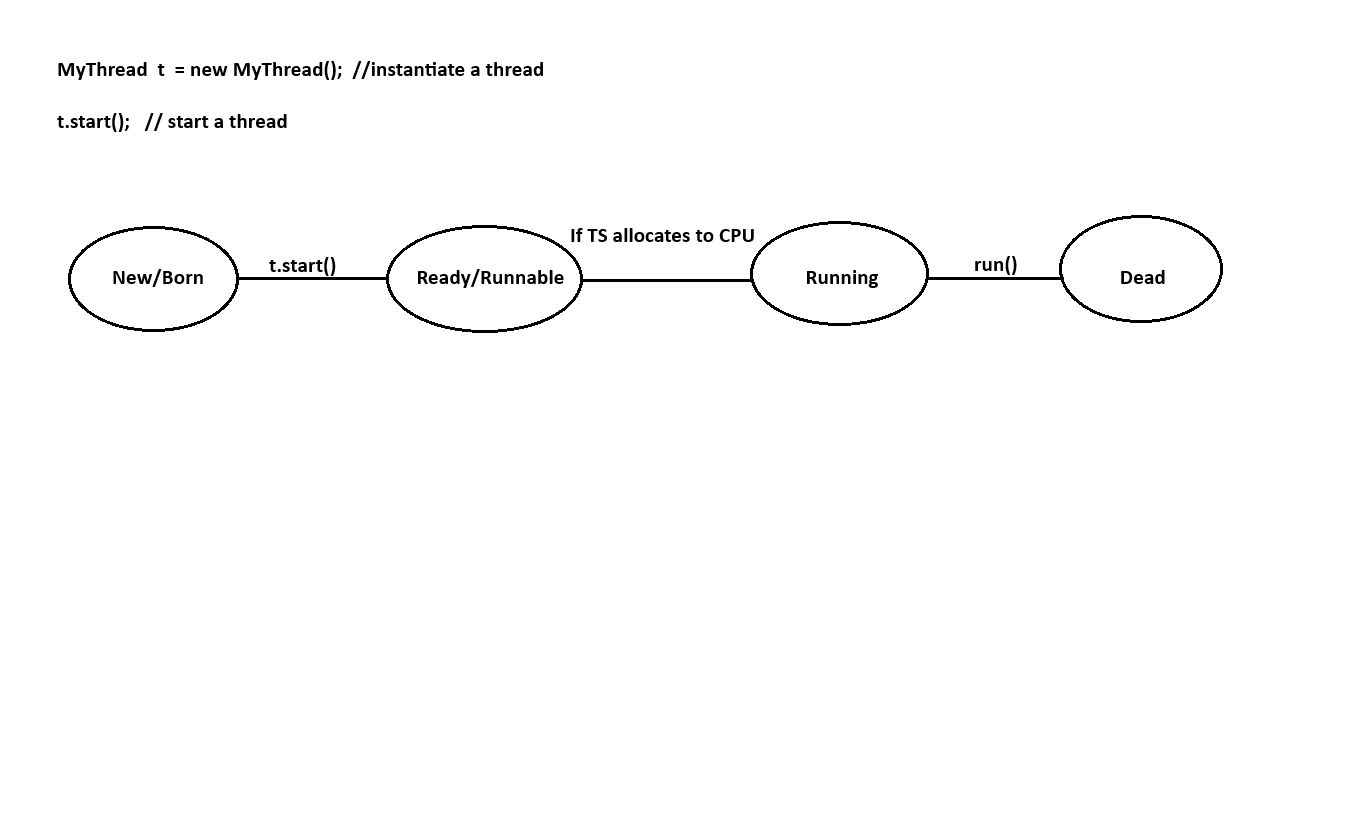 MyThread  t  = new MyThread();  //instantiate a thread
t.start();   // start a thread
If TS allocates to CPU
t.start()
run()
New/Born
Ready/Runnable
Running
Dead